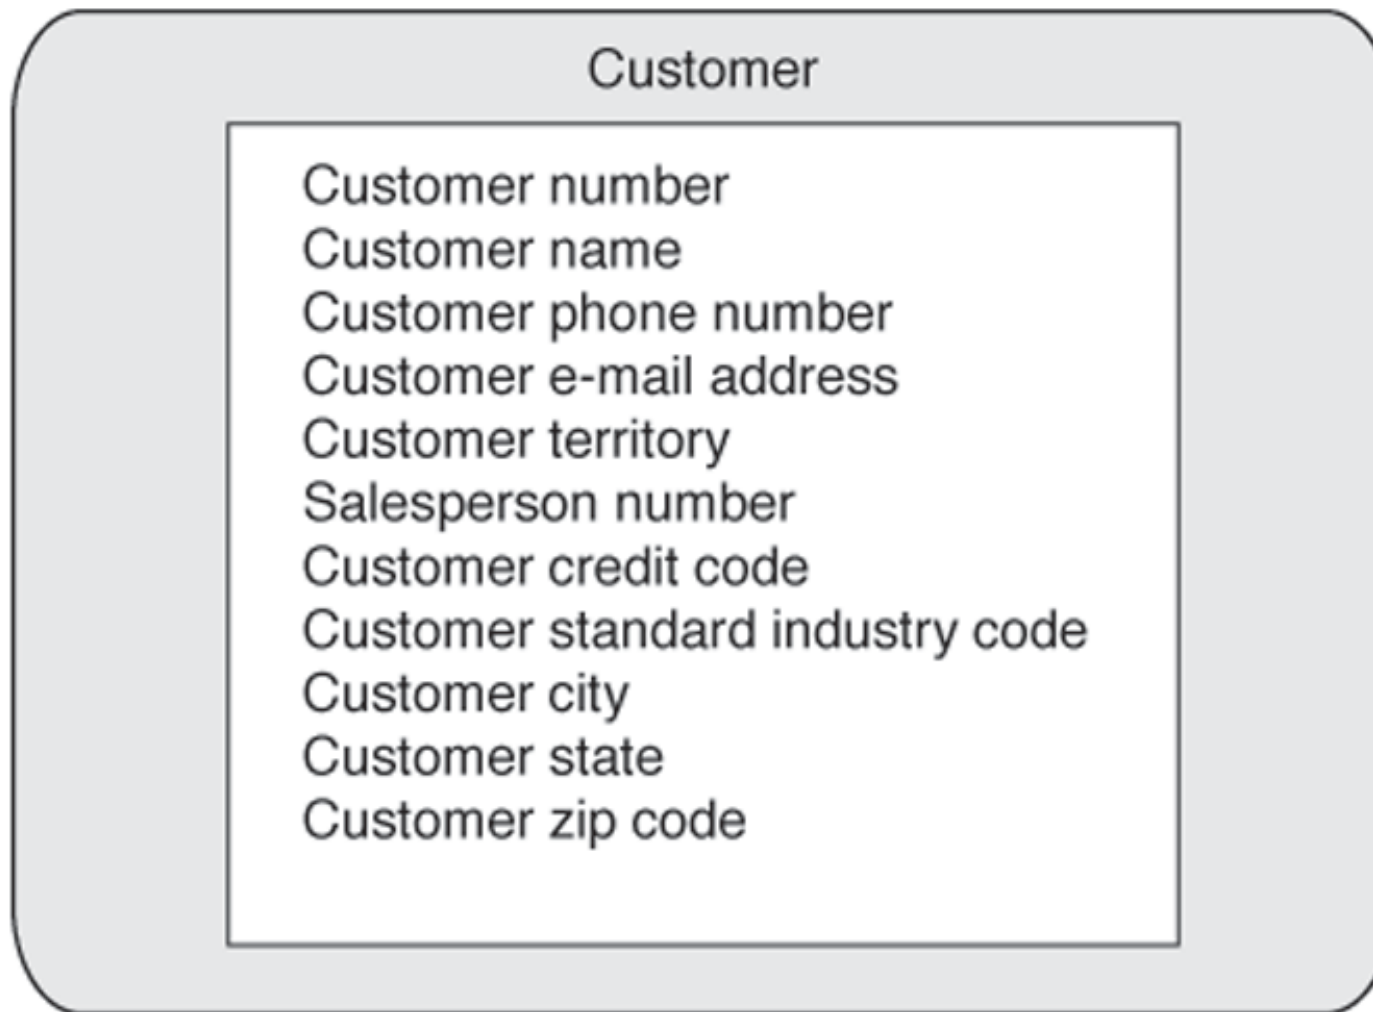 Customer
Customer number
Customer name
Customer phone number
Customer e-mail address
Customer territory
Salesperson number
Customer credit code
Customer standard industry code
Customer city
Customer state
Customer zip code